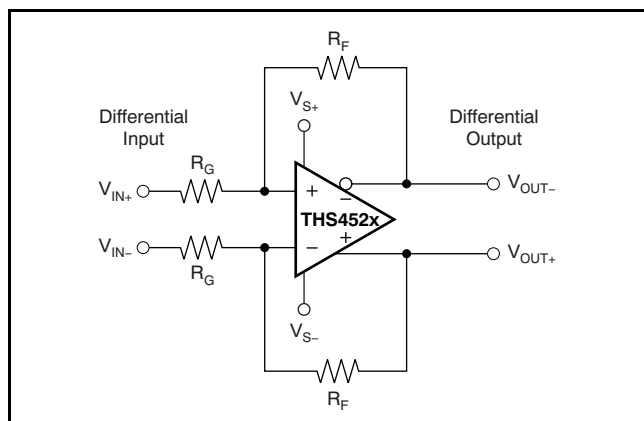 R_F
V_S+
Differential
Input
Differential
Output
R_G
V_IN+
+
−
V_OUT−
THS452x
V_IN−
−
+
V_OUT+
R_G
V_S−
R_F